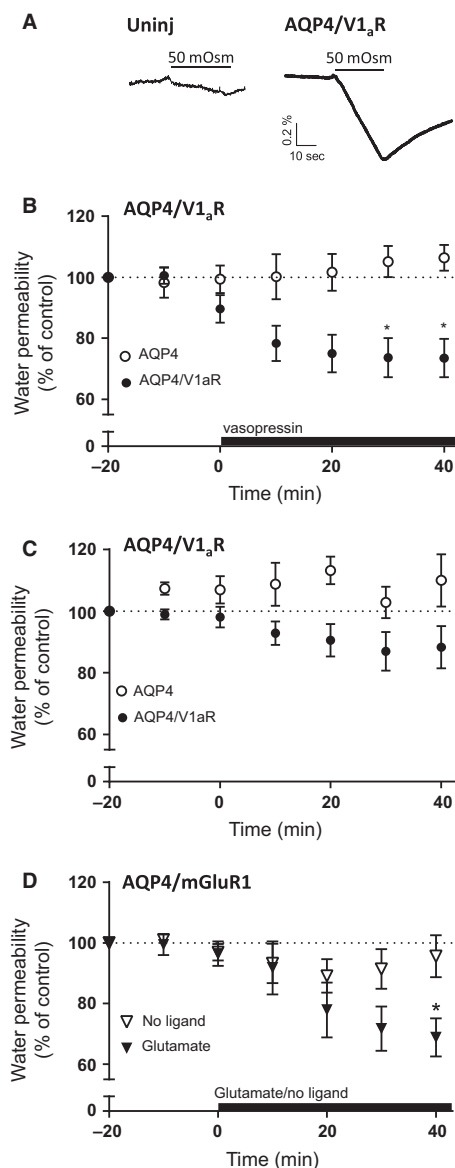 A
Uninj
AQP4/V1aR
50 mOsm
50 mOsm
0.2 %
10 sec
B
AQP4/V1aR
Water permeability
(% of control)
120
100
80
60
0
*
*
AQP4
AQP4/V1aR
vasopressin
–20
0
20
40
Time (min)
C
AQP4/V1aR
Water permeability
(% of control)
120
100
80
60
0
AQP4
AQP4/V1aR
–20
0
20
40
Time (min)
D
AQP4/mGluR1
Water permeability
(% of control)
120
100
80
60
0
*
No ligand
Glutamate
Glutamate/no ligand
–20
0
20
40
Time (min)